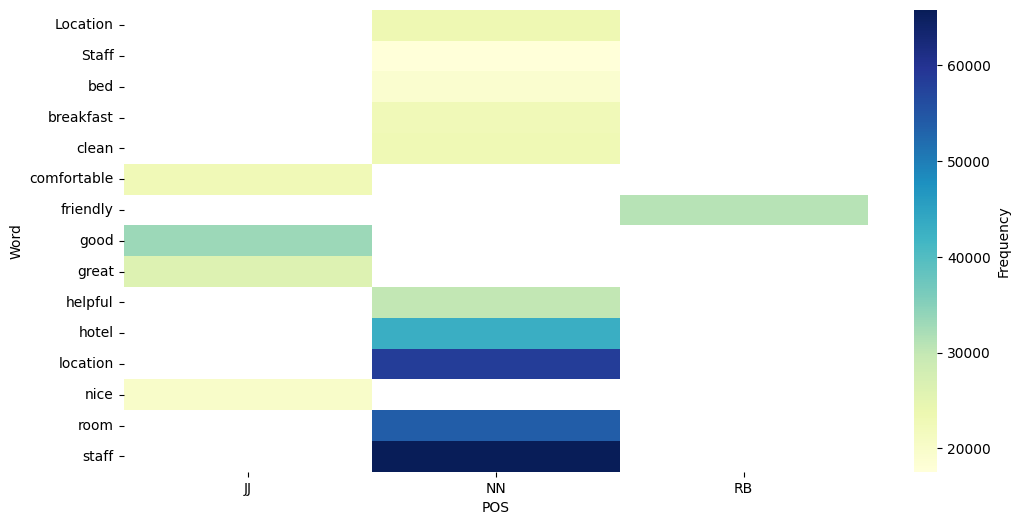 Location
Staff
bed
breakfast
clean
comfortable
friendly
good
great
helpful
hotel
location
nice
room
staff
Word
JJ
NN
RB
POS
60000
50000
40000
30000
20000
Frequency